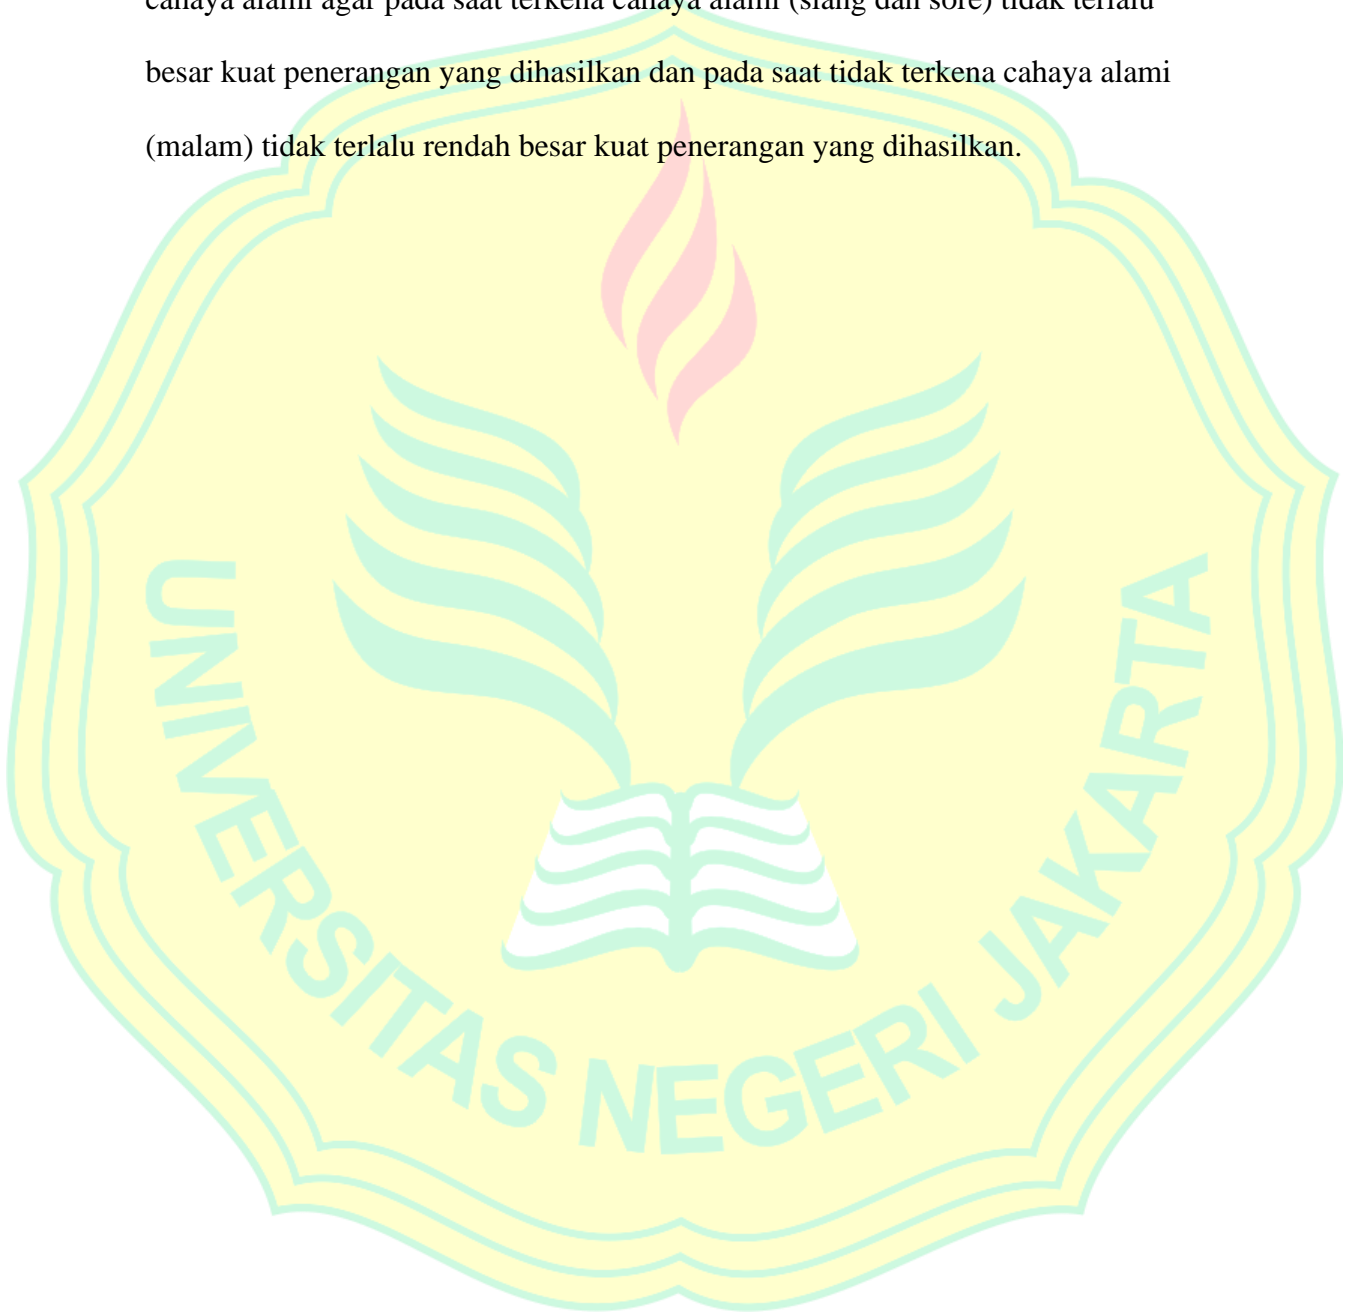 cahaya alami agar pada saat terkena cahaya alami (siang dan sore) tidak terlalu
besar kuat penerangan yang dihasilkan dan pada saat tidak terkena cahaya alami
(malam) tidak terlalu rendah besar kuat penerangan yang dihasilkan.
UNIVERSITAS NEGERI JAKARTA